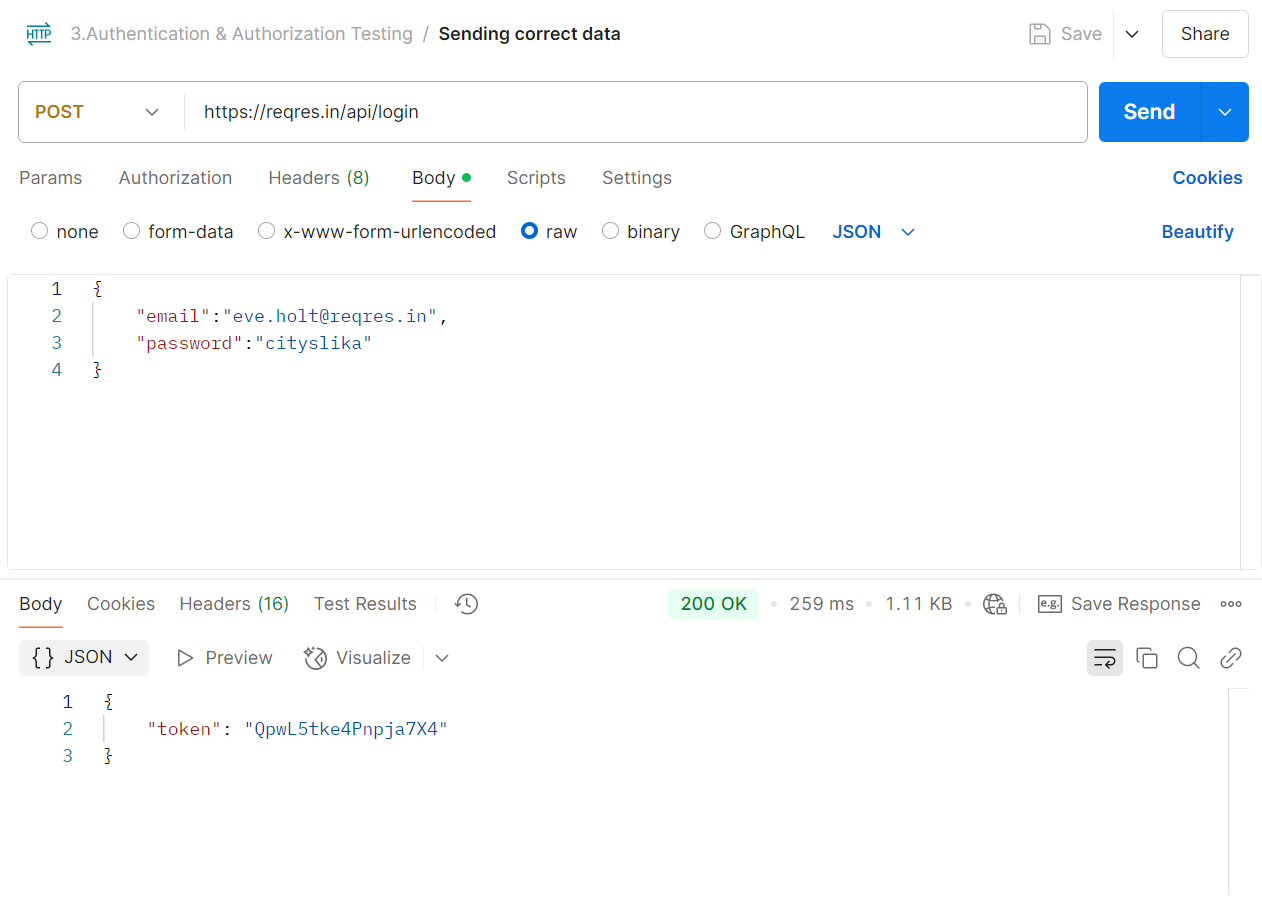 HTTP 3.Authentication & Authorization Testing / Sending correct data Save Share
POST https://reqres.in/api/login Send
Params Authorization Headers (8) Body Scripts Settings Cookies
none form-data x-www-form-urlencoded raw binary GraphQL JSON Beautify
1 {
2 "email":"eve.holt@reqres.in",
3 "password":"cityslika"
4 }
Body Cookies Headers (16) Test Results 200 OK 259 ms 1.11 KB e.g. Save Response
{} JSON Preview Visualize
1 {
2 "token": "QpwL5tke4Pnpja7X4"
3 }